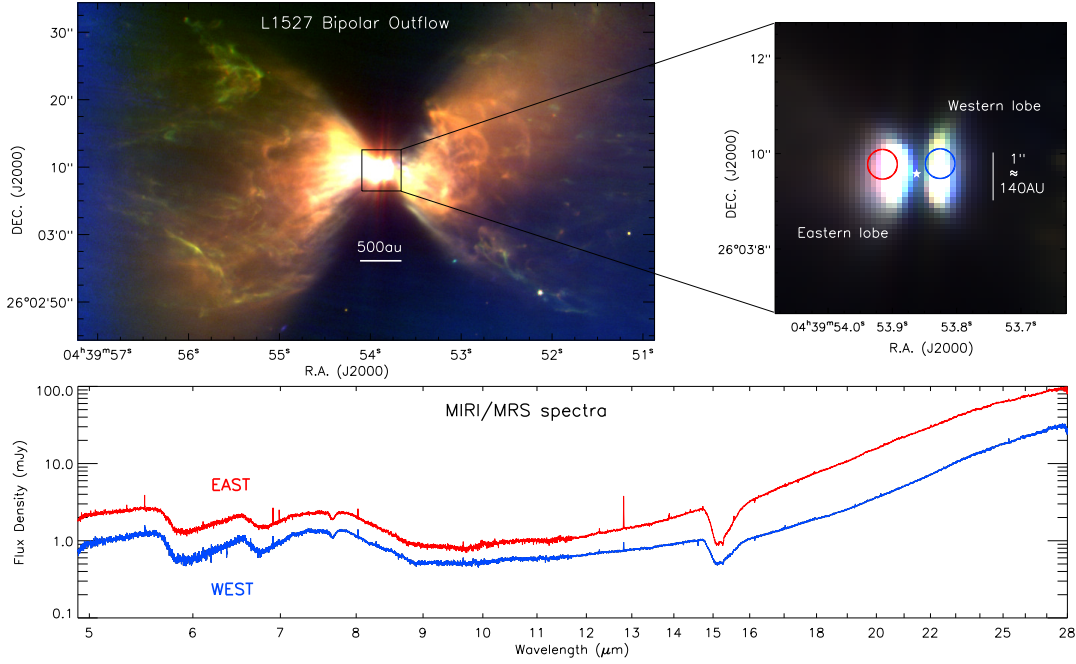 L1527 Bipolar Outflow
30''
20''
10''
03'0''
26°02'50''
DEC. (J2000)
500au
04ʰ39ᵐ57ˢ 56ˢ 55ˢ 54ˢ 53ˢ 52ˢ 51ˢ
R.A. (J2000)
12''
10''
26°03'8''
DEC. (J2000)
Western lobe
1''
≈
140AU
Eastern lobe
04ʰ39ᵐ54.0ˢ 53.9ˢ 53.8ˢ 53.7ˢ
R.A. (J2000)
MIRI/MRS spectra
100.0
10.0
1.0
0.1
Flux Density (mJy)
EAST
WEST
5 6 7 8 9 10 11 12 13 14 15 16 18 20 22 25 28
Wavelength (μm)